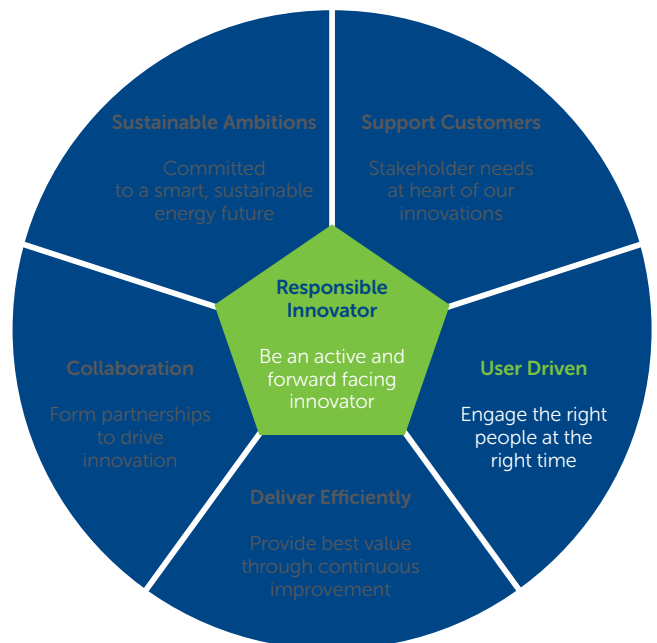 Sustainable Ambitions
Committed
to a smart, sustainable
energy future
Support Customers
Stakeholder needs
at heart of our
innovations
Responsible
Innovator
Be an active and
forward facing
innovator
Collaboration
Form partnerships
to drive
innovation
User Driven
Engage the right
people at the
right time
Deliver Efficiently
Provide best value
through continuous
improvement